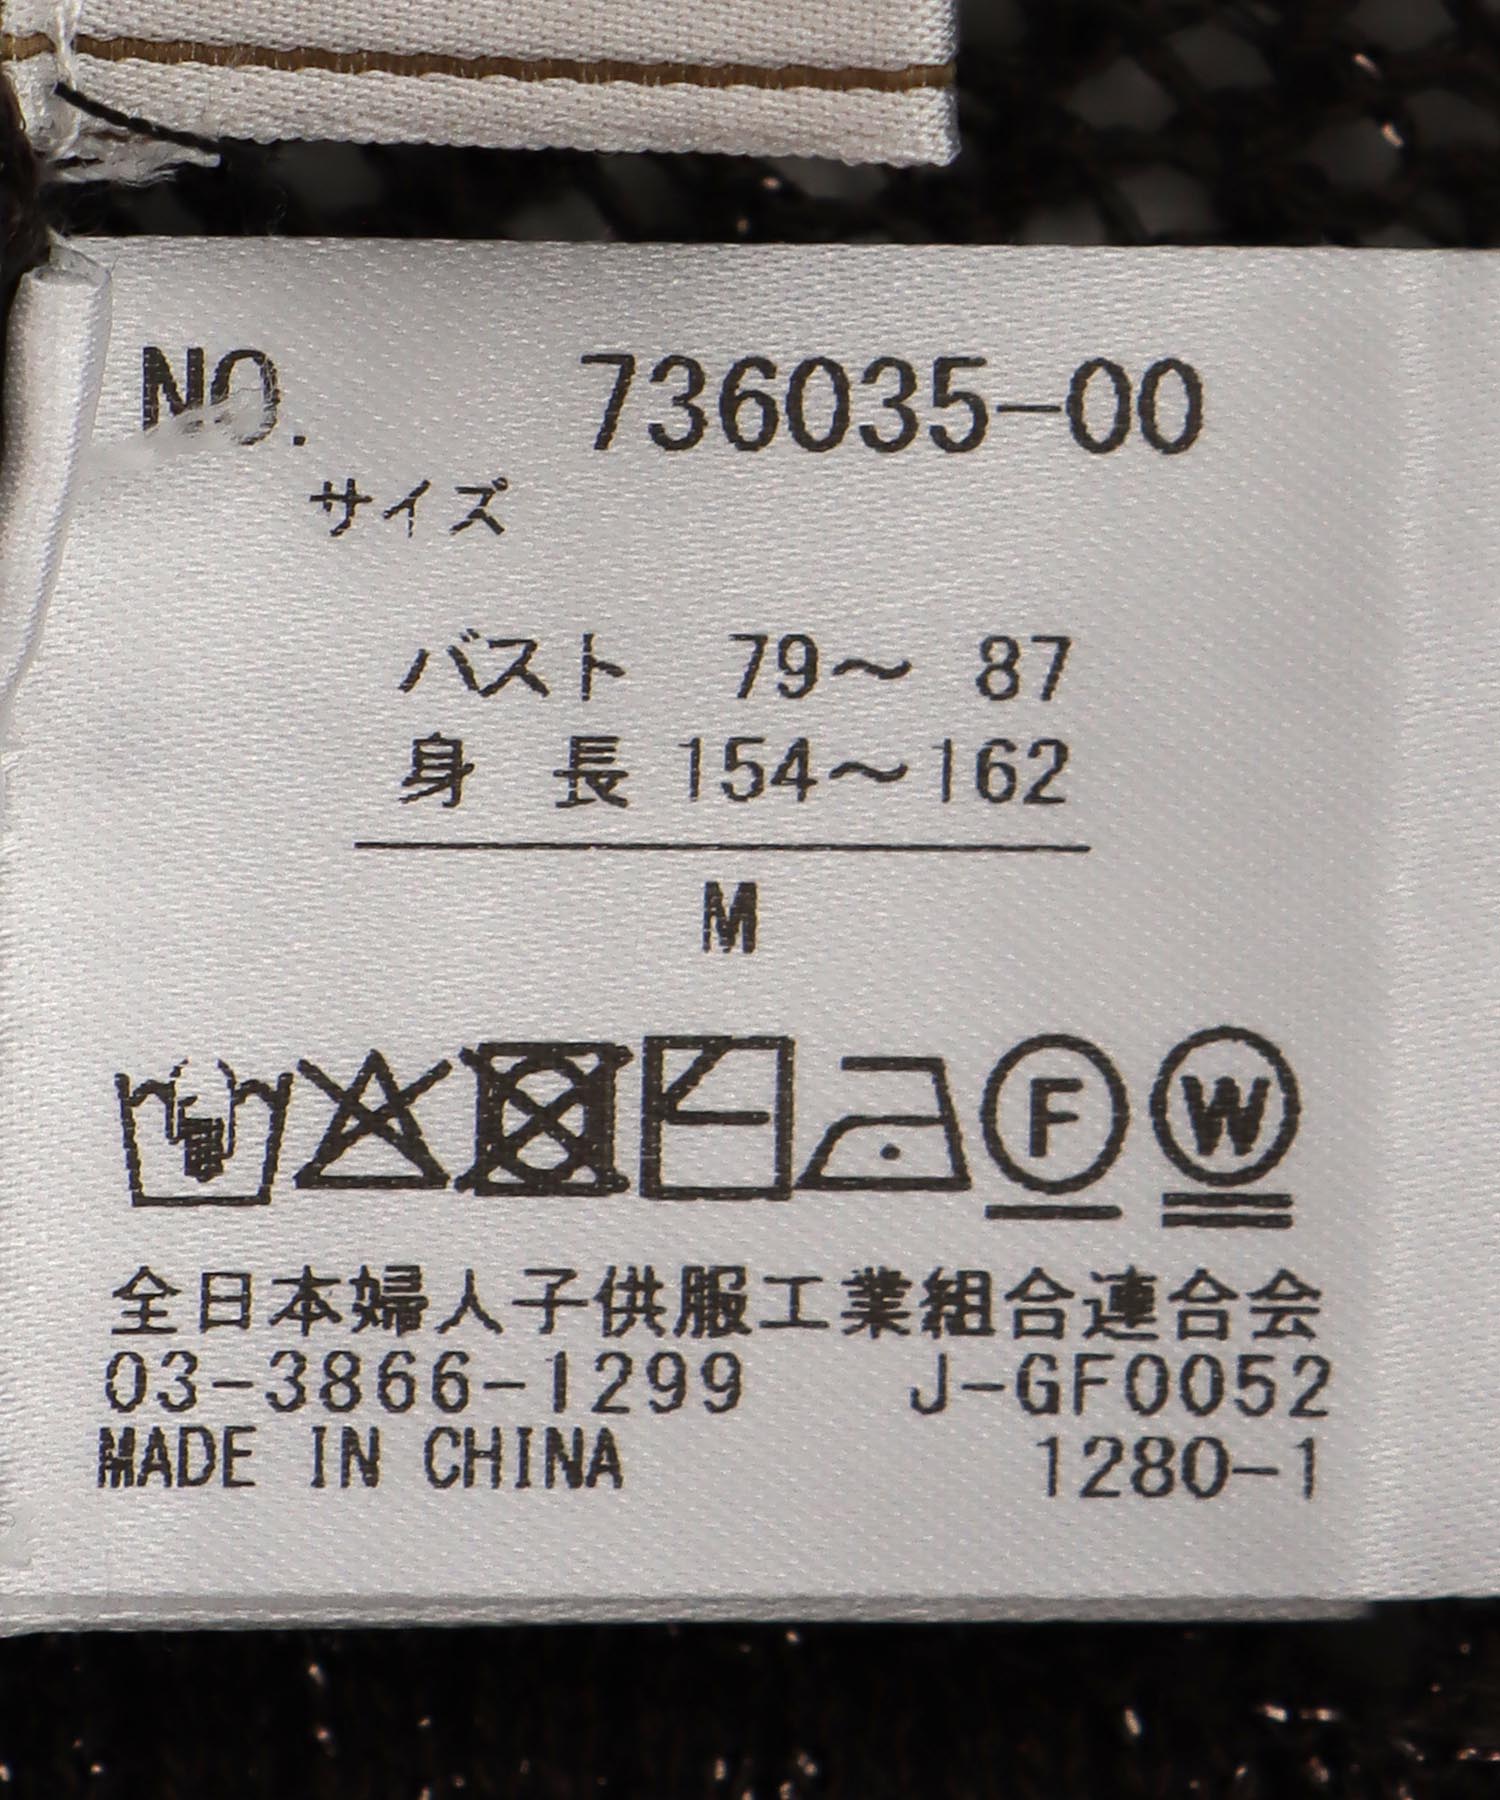 NO. 736035-00
サイズ
バスト 79～ 87
身 長 154～162
M
F W
全日本婦人子供服工業組合連合会
03-3866-1299 J-GF0052
MADE IN CHINA 1280-1